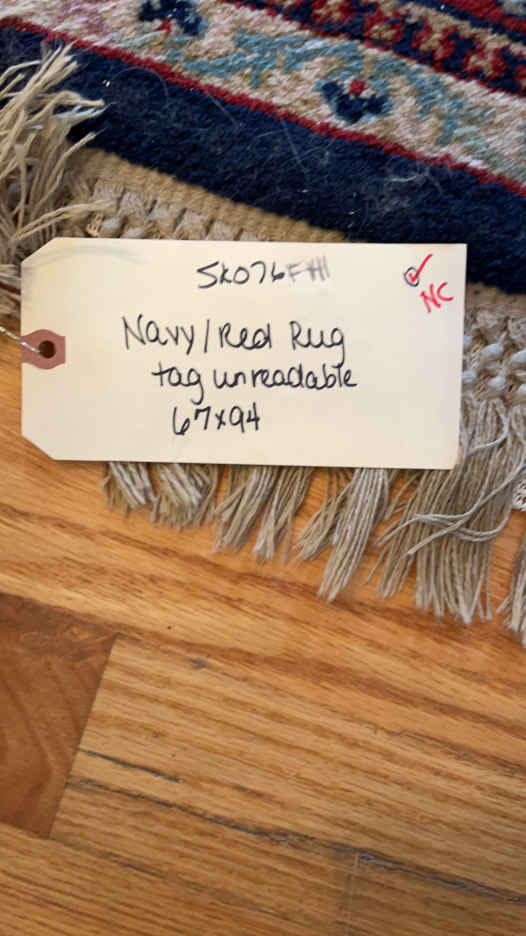 SK076
NC
Navy/Red Rug
tag unreadable
67x94